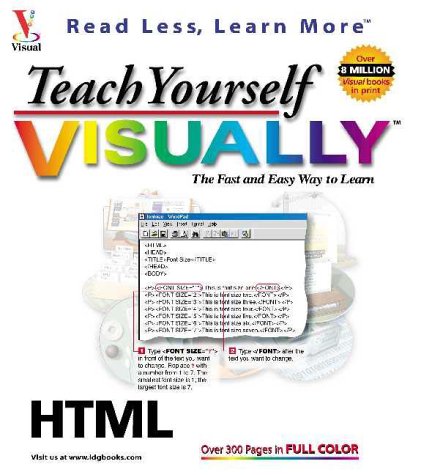 Read Less, Learn More™
Visual
Over
8 MILLION
Visual books
in print
Teach Yourself
VISUALLY™
The Fast and Easy Way to Learn
<HTML>
<HEAD>
<TITLE>Font Size</TITLE>
</HEAD>
<BODY>
1 Type <FONT SIZE="?">
in front of the text you want
to change. Replace ? with
a number from 1 to 7. The
smallest font size is 1, the
largest font size is 7.
2 Type </FONT> after the
text you want to change.
HTML
Visit us at www.idgbooks.com
Over 300 Pages in FULL COLOR